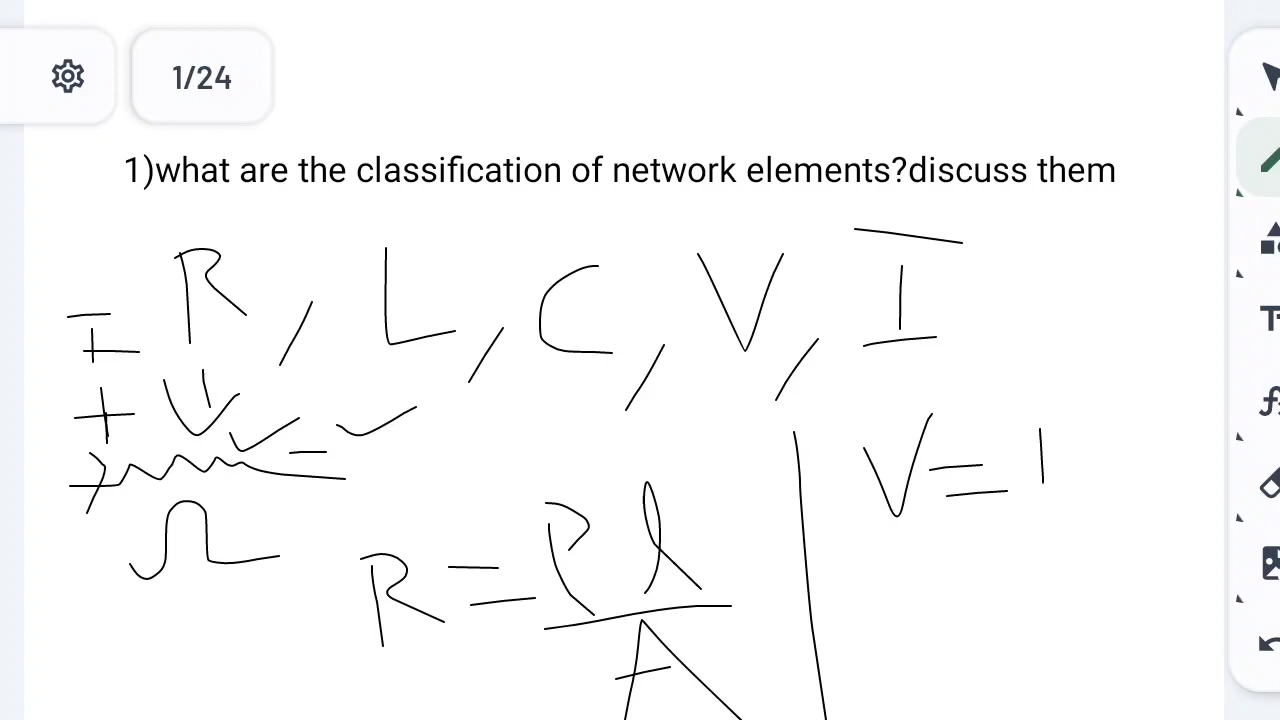 1/24
1)what are the classification of network elements?discuss them
R, L, C, V, I
I
+ V -
Ω
R = ρl
A
V = I